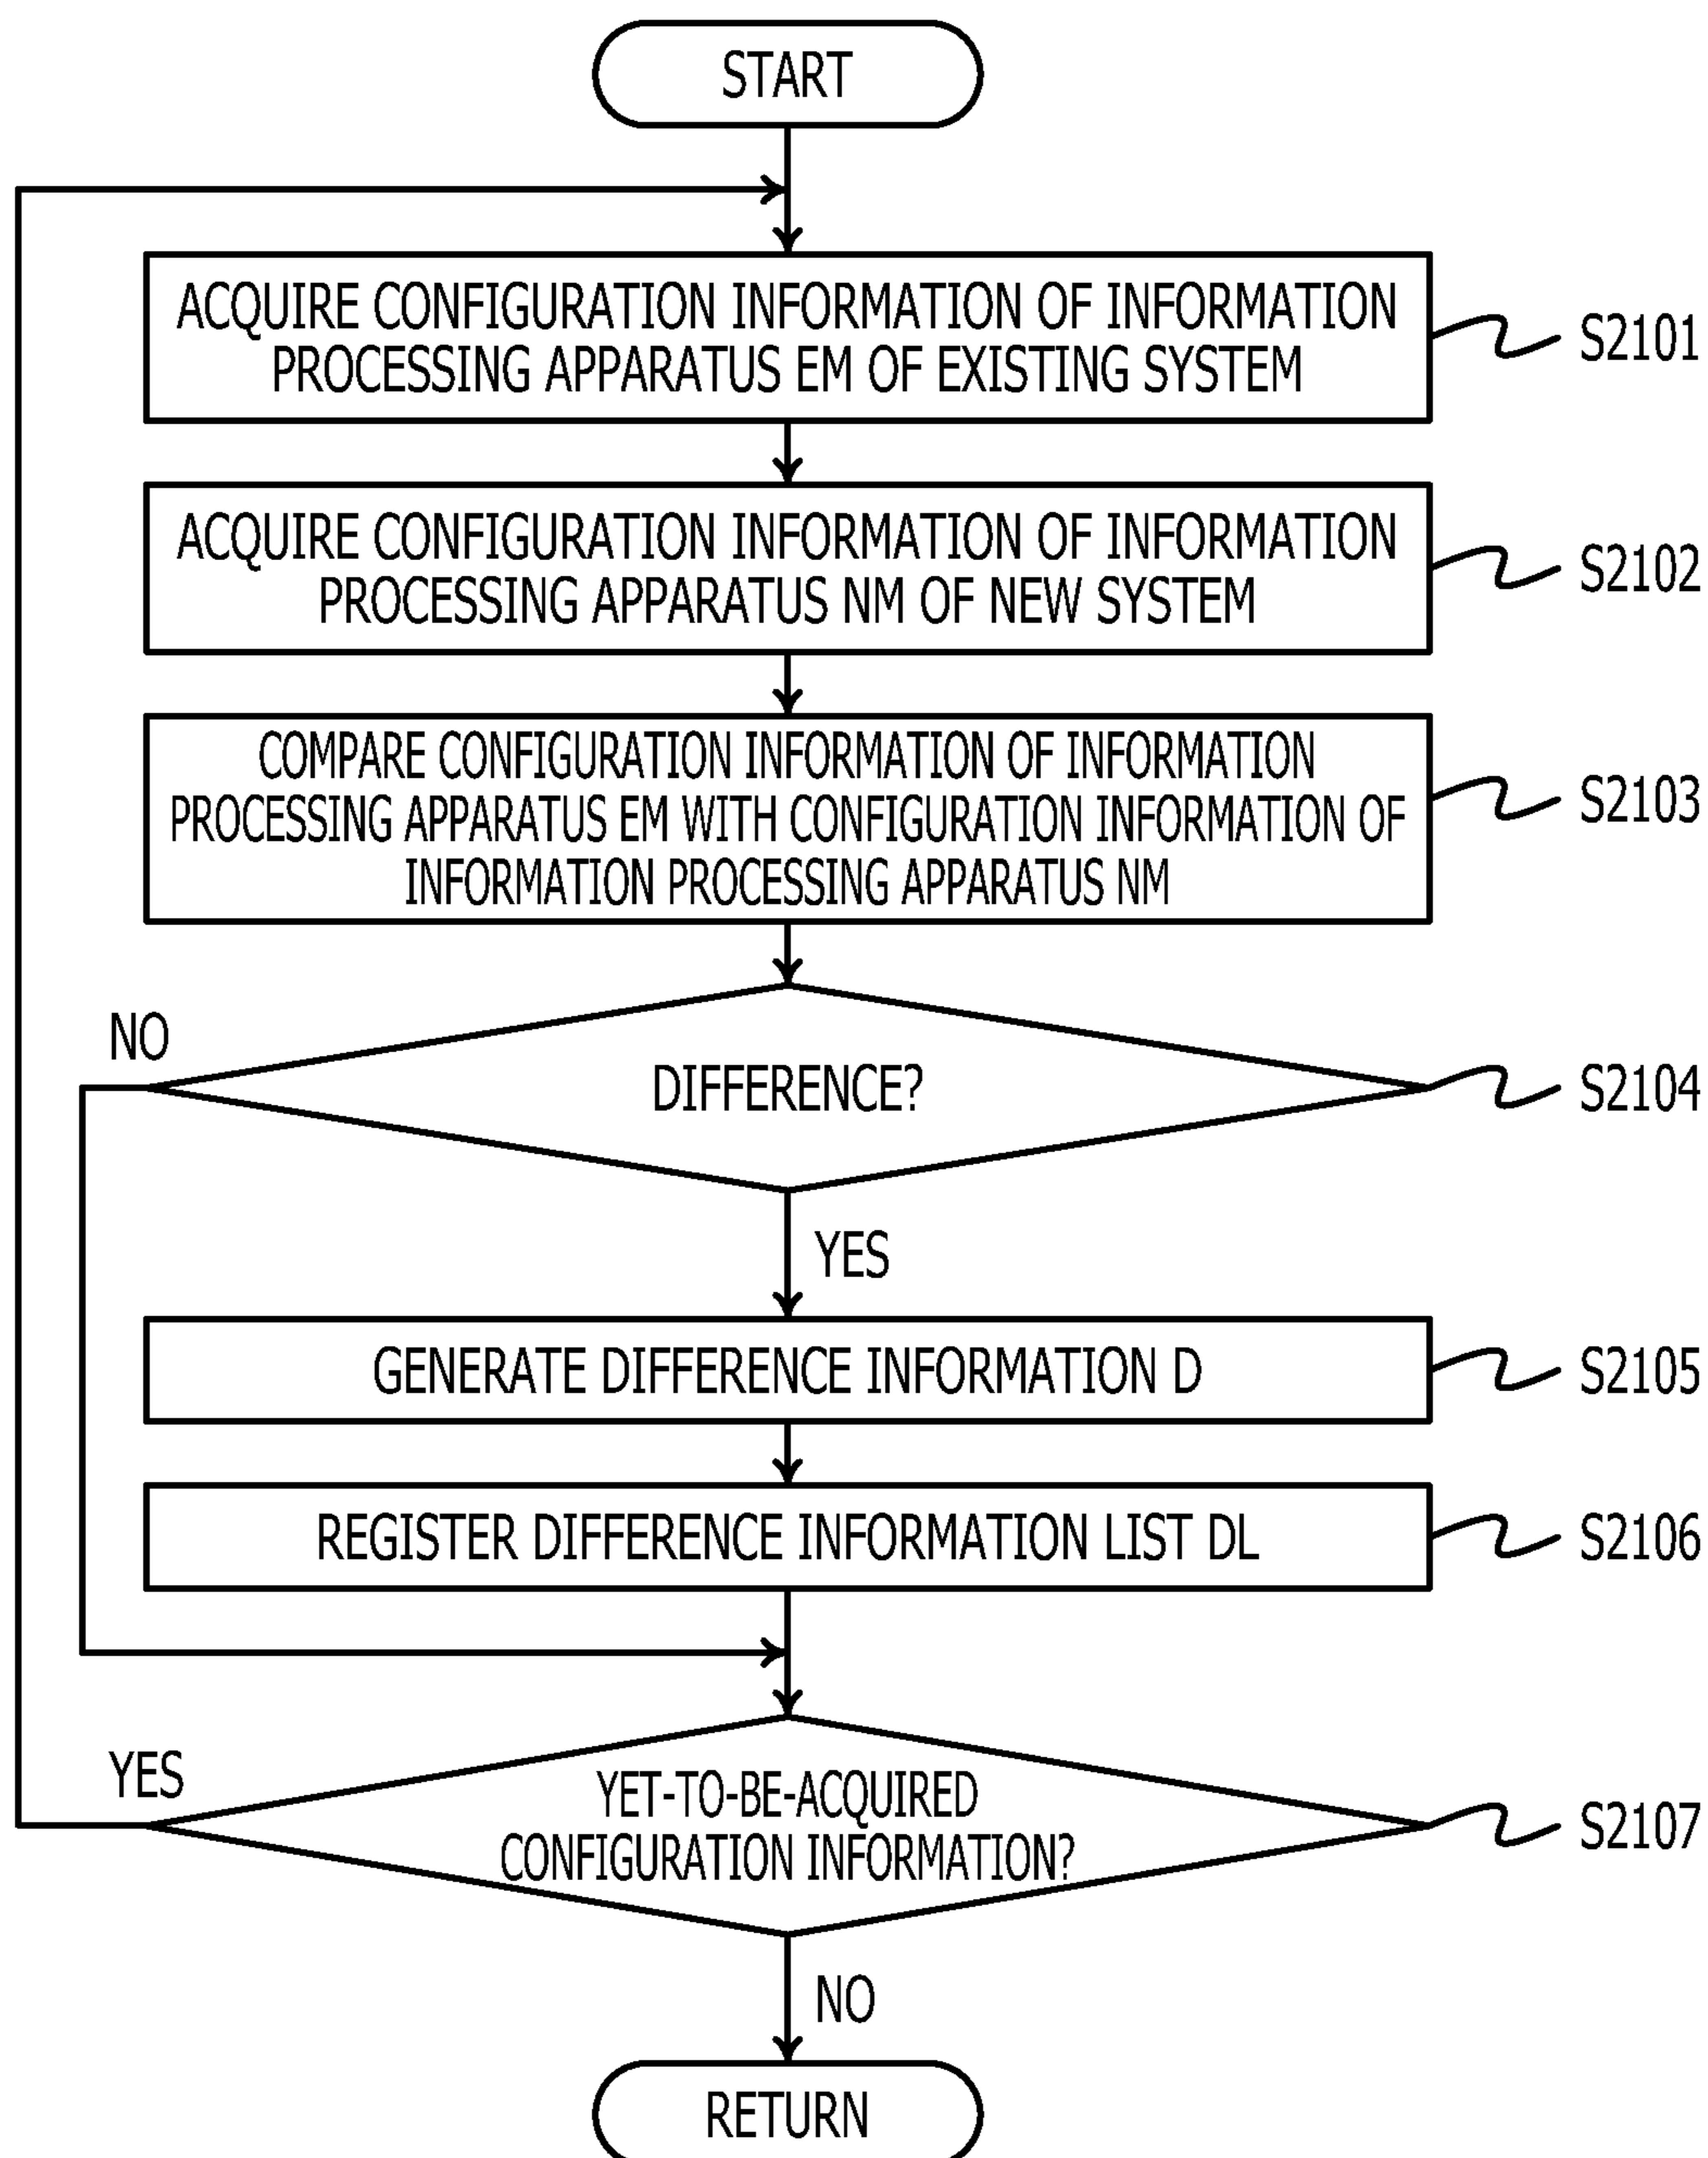 START
ACQUIRE CONFIGURATION INFORMATION OF INFORMATION
PROCESSING APPARATUS EM OF EXISTING SYSTEM
S2101
ACQUIRE CONFIGURATION INFORMATION OF INFORMATION
PROCESSING APPARATUS NM OF NEW SYSTEM
S2102
COMPARE CONFIGURATION INFORMATION OF INFORMATION
PROCESSING APPARATUS EM WITH CONFIGURATION INFORMATION OF
INFORMATION PROCESSING APPARATUS NM
S2103
NO
DIFFERENCE?
S2104
YES
GENERATE DIFFERENCE INFORMATION D
S2105
REGISTER DIFFERENCE INFORMATION LIST DL
S2106
YES
YET-TO-BE-ACQUIRED
CONFIGURATION INFORMATION?
S2107
NO
RETURN